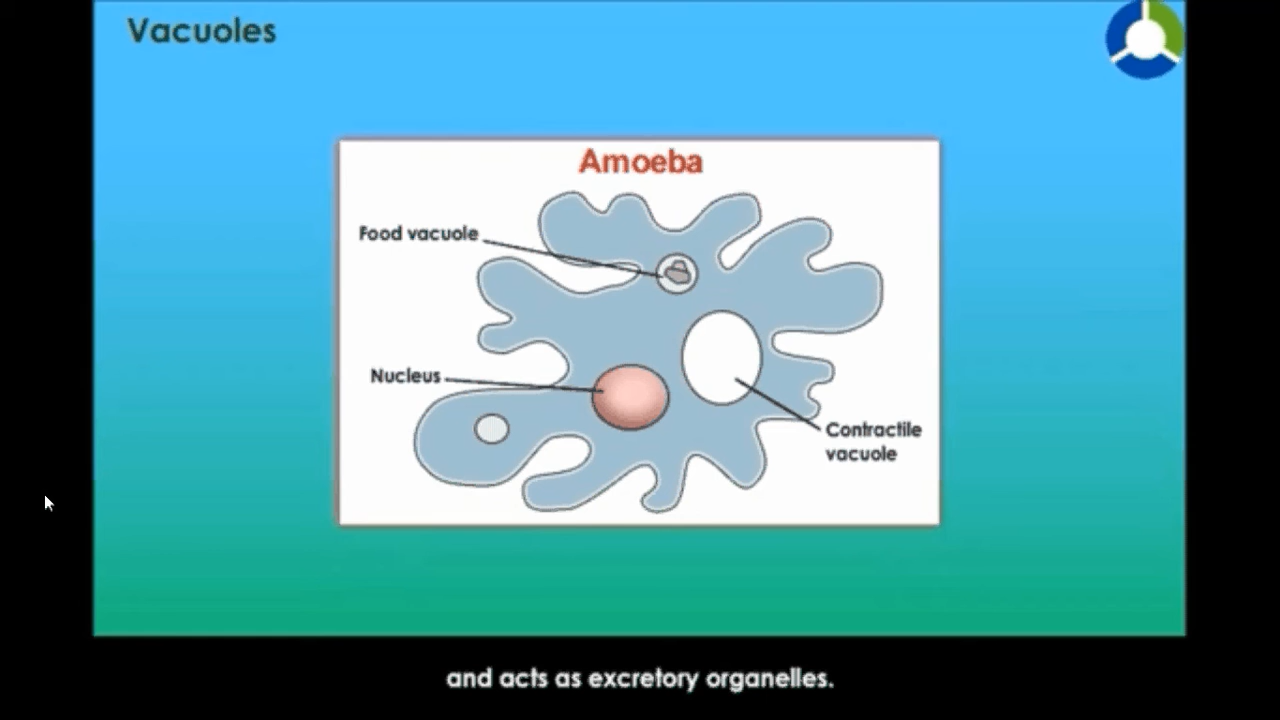 Vacuoles
Amoeba
Food vacuole
Nucleus
Contractile
vacuole
and acts as excretory organelles.